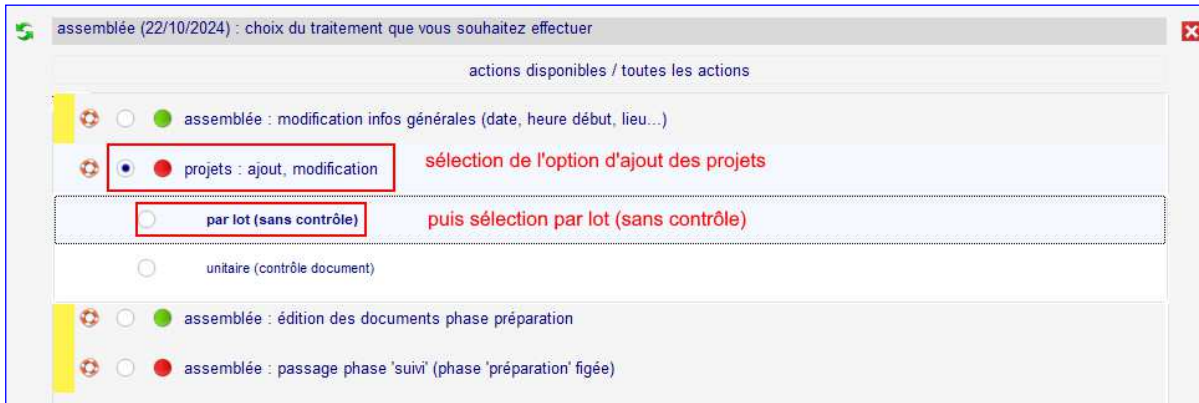 assemblée (22/10/2024) : choix du traitement que vous souhaitez effectuer
actions disponibles / toutes les actions
assemblée : modification infos générales (date, heure début, lieu...)
projets : ajout, modification sélection de l'option d'ajout des projets
par lot (sans contrôle) puis sélection par lot (sans contrôle)
unitaire (contrôle document)
assemblée : édition des documents phase préparation
assemblée : passage phase 'suivi' (phase 'préparation' figée)